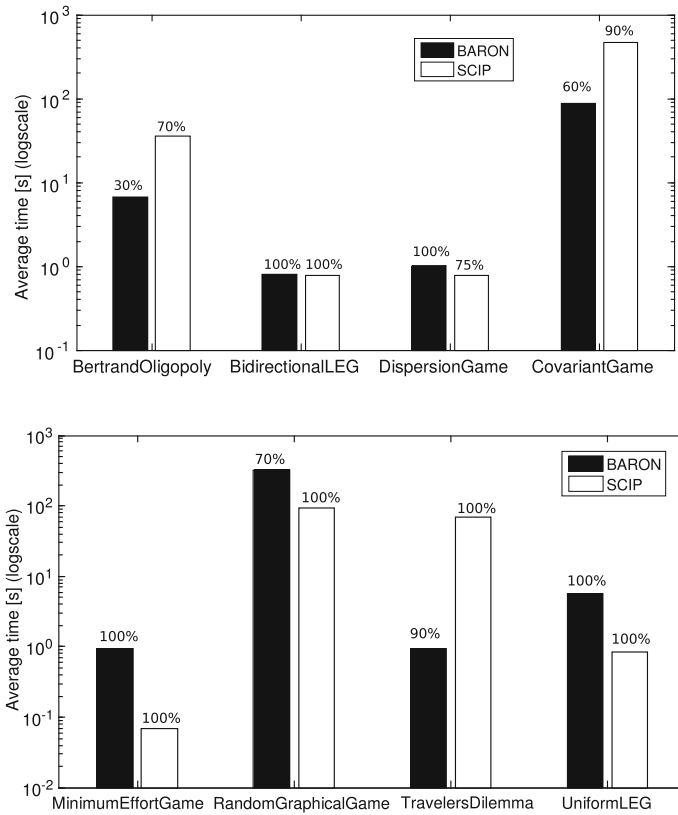 Average time [s] (logscale)
10^3
10^2
10^1
10^0
10^-1
BARON
SCIP
30%
70%
100%
100%
100%
75%
60%
90%
BertrandOligopoly
BidirectionalLEG
DispersionGame
CovariantGame
Average time [s] (logscale)
10^3
10^2
10^1
10^0
10^-1
10^-2
BARON
SCIP
100%
100%
70%
100%
90%
100%
100%
100%
MinimumEffortGame
RandomGraphicalGame
TravelersDilemma
UniformLEG